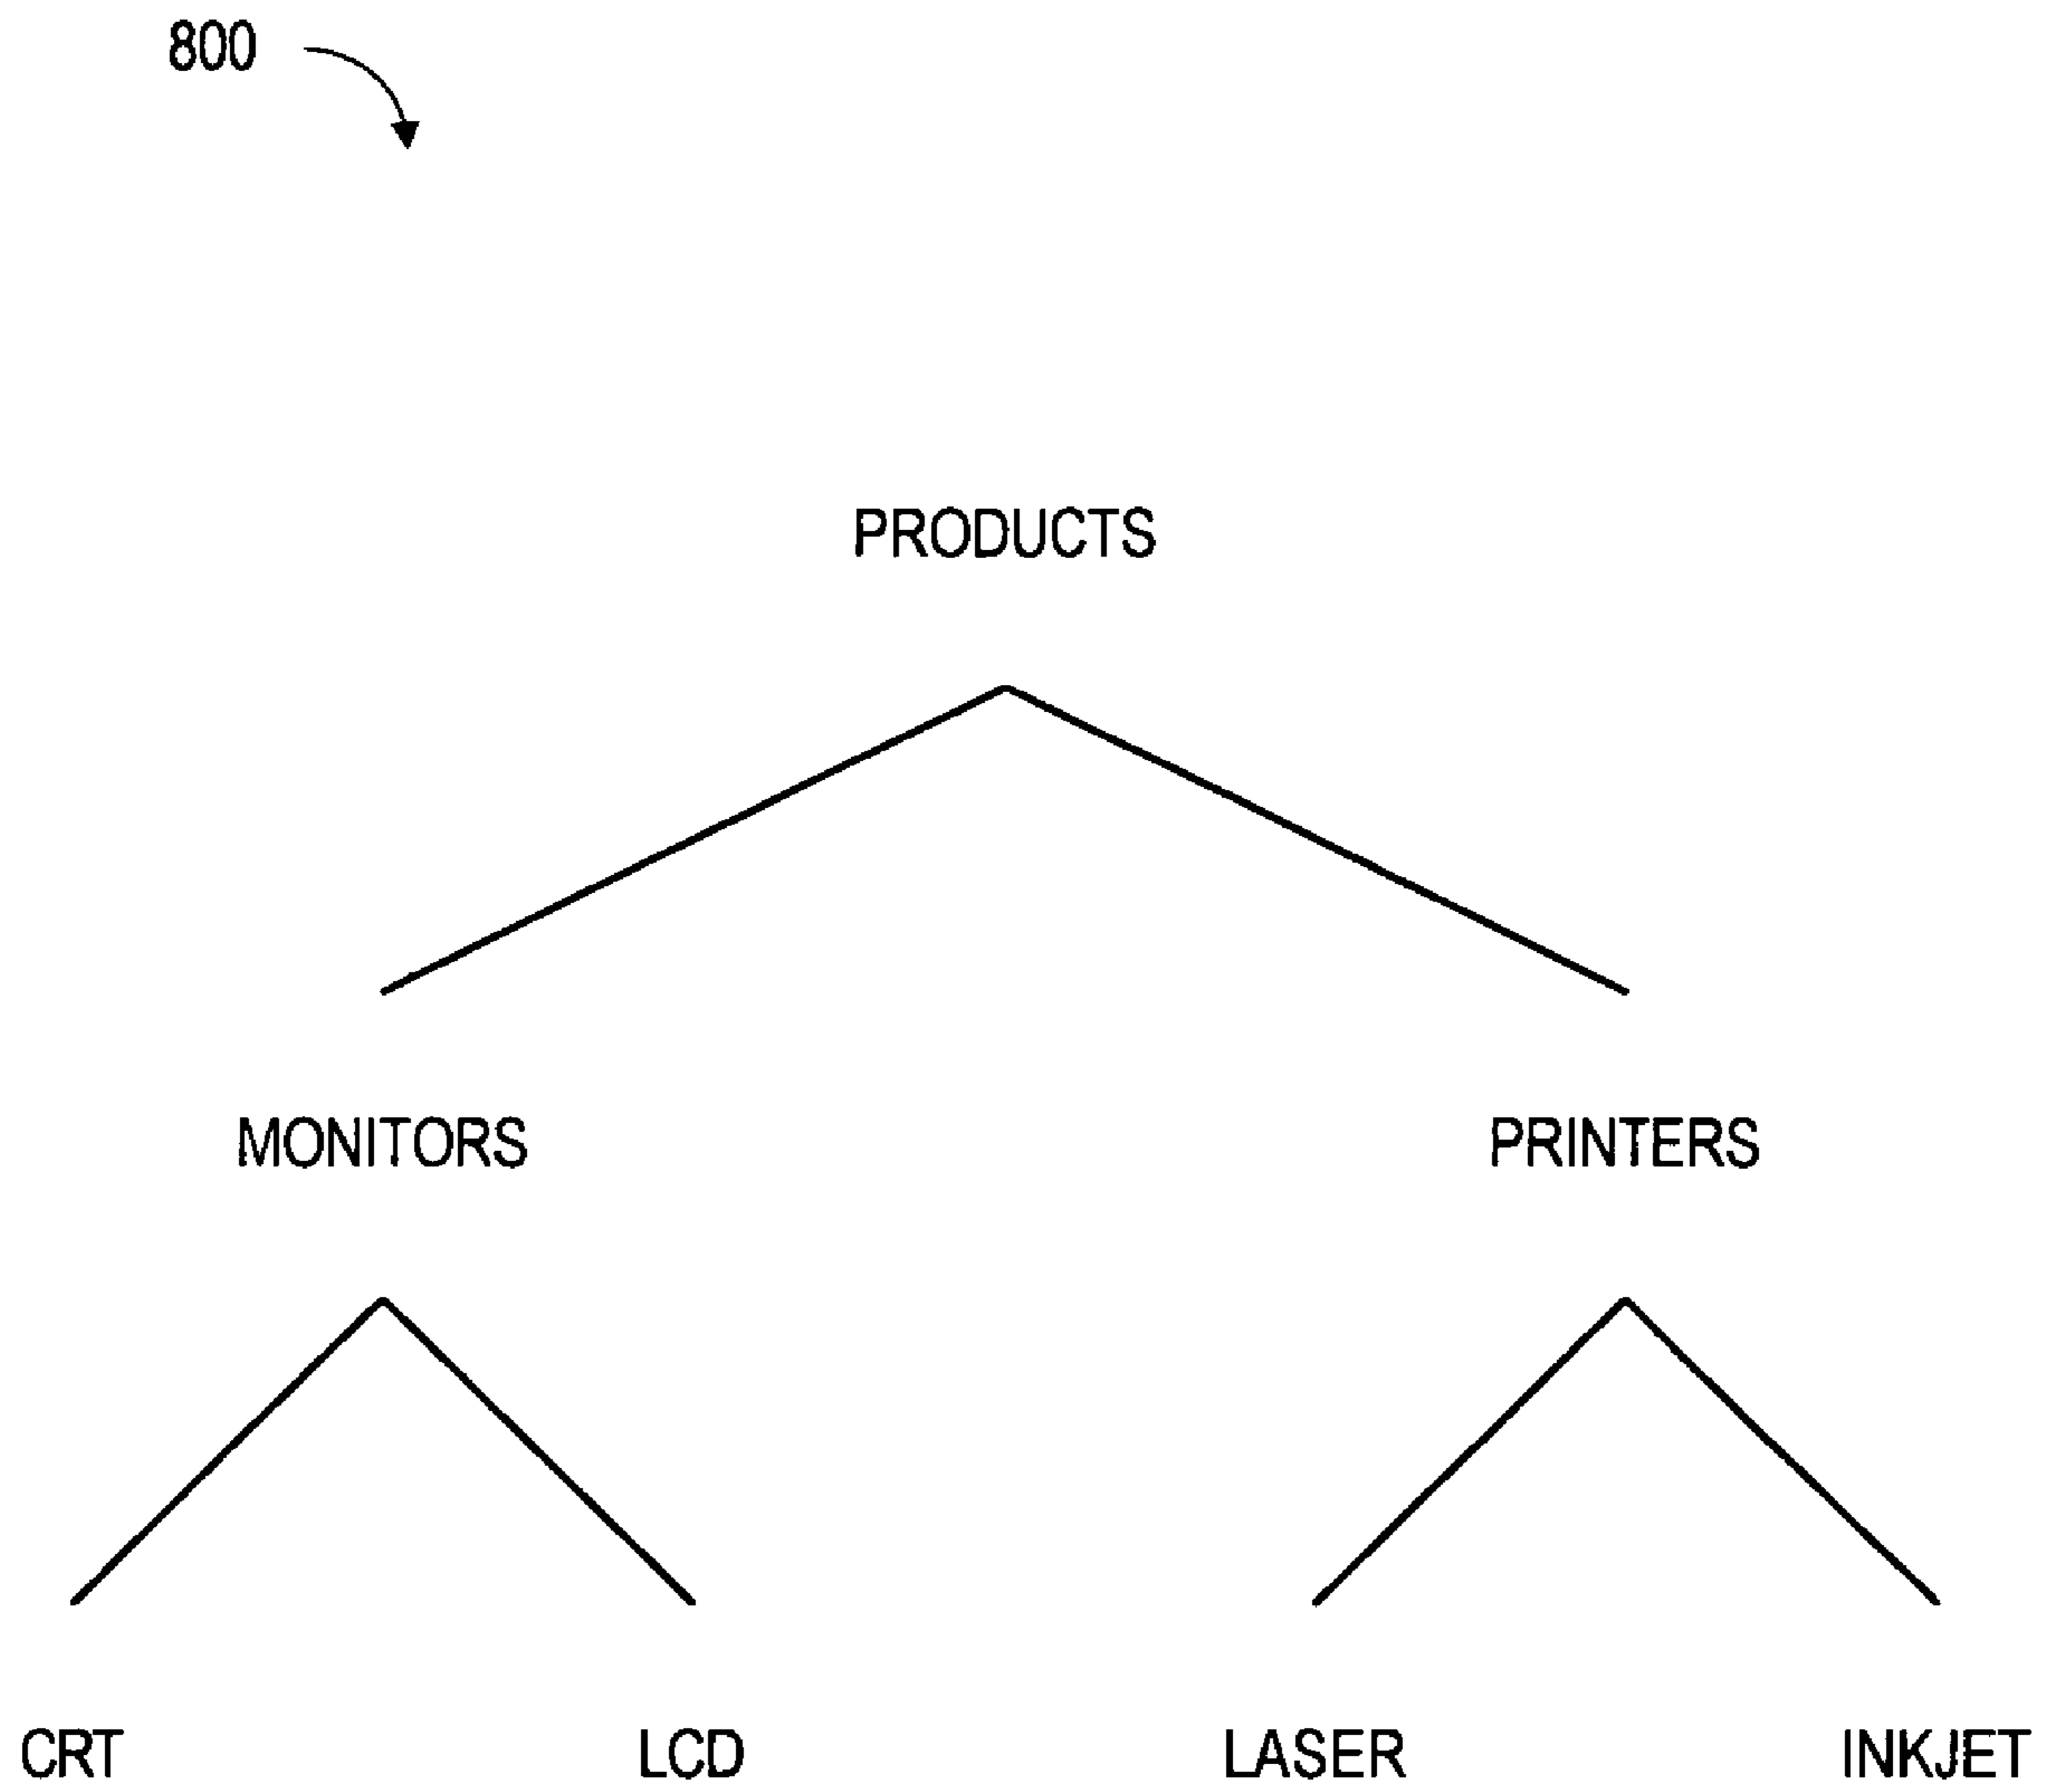 800
PRODUCTS
MONITORS PRINTERS
CRT LCD LASER INKJET